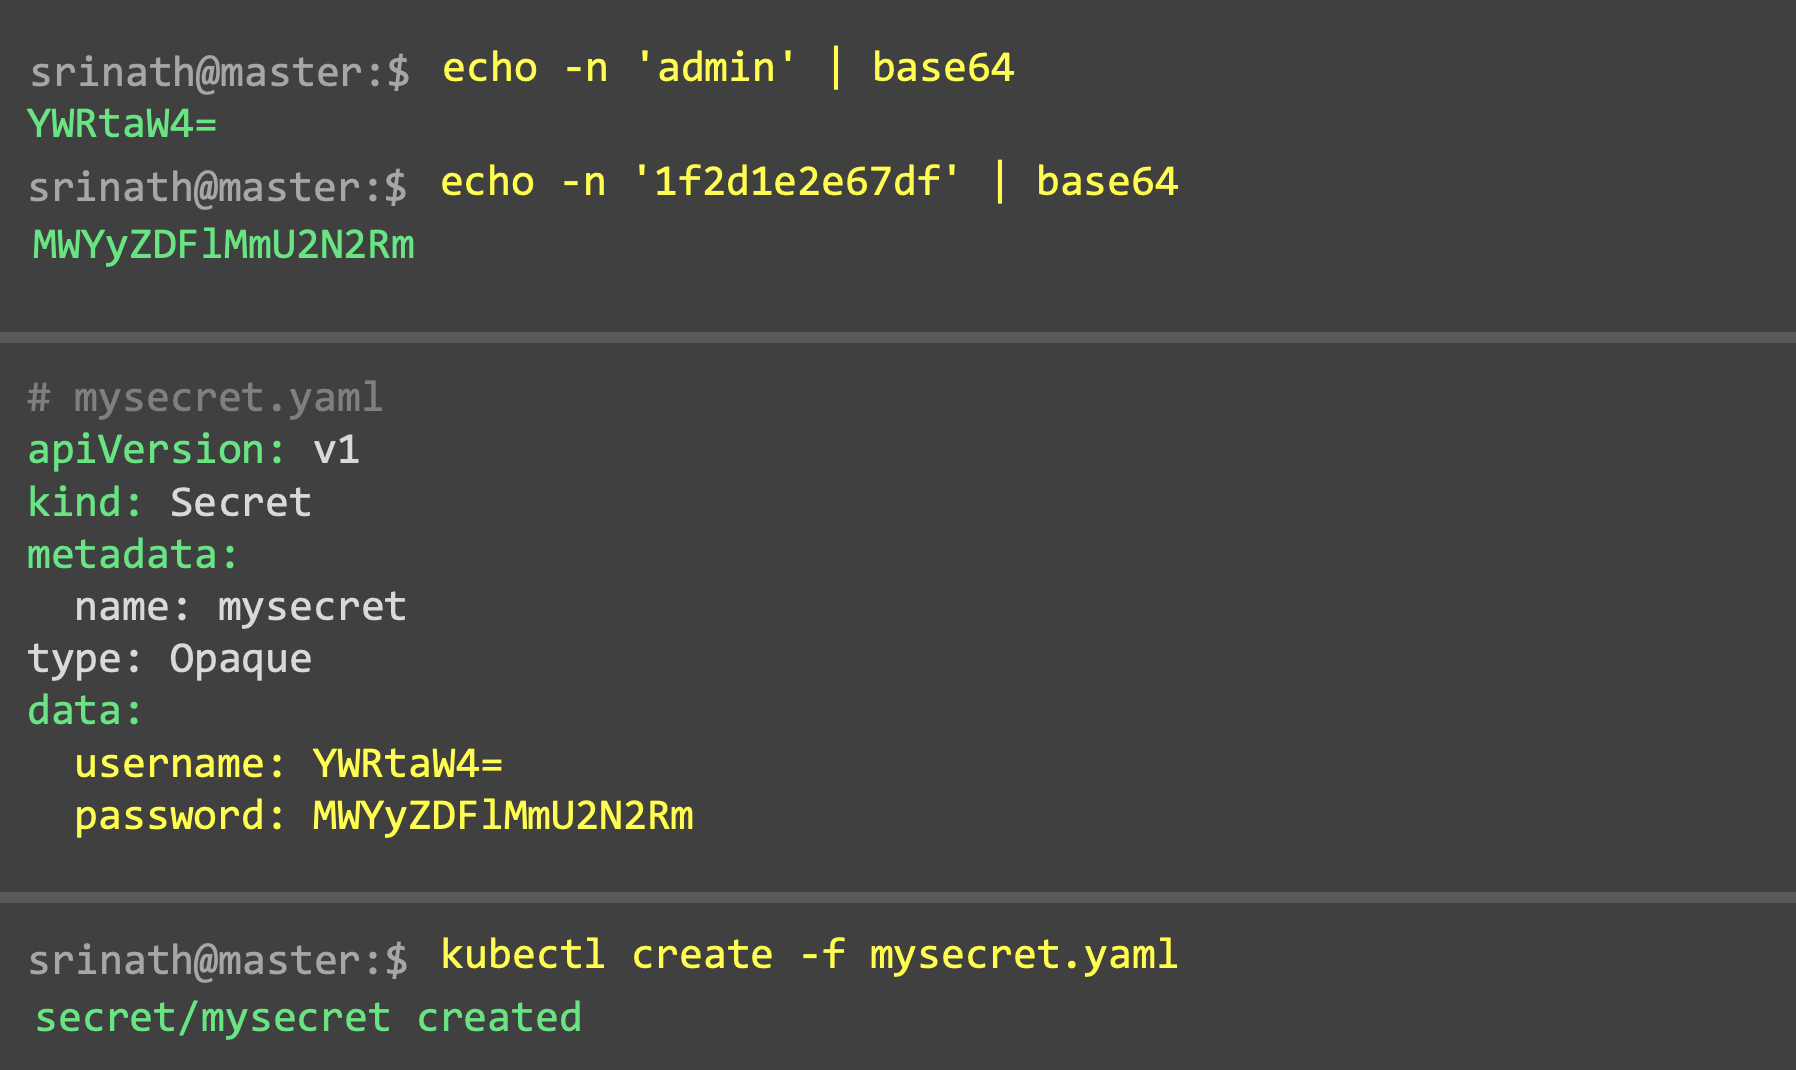 srinath@master:$ echo -n 'admin' | base64
YWRtaW4=
srinath@master:$ echo -n '1f2d1e2e67df' | base64
MWYyZDFlMmU2N2Rm
# mysecret.yaml
apiVersion: v1
kind: Secret
metadata:
  name: mysecret
type: Opaque
data:
  username: YWRtaW4=
  password: MWYyZDFlMmU2N2Rm
srinath@master:$ kubectl create -f mysecret.yaml
secret/mysecret created